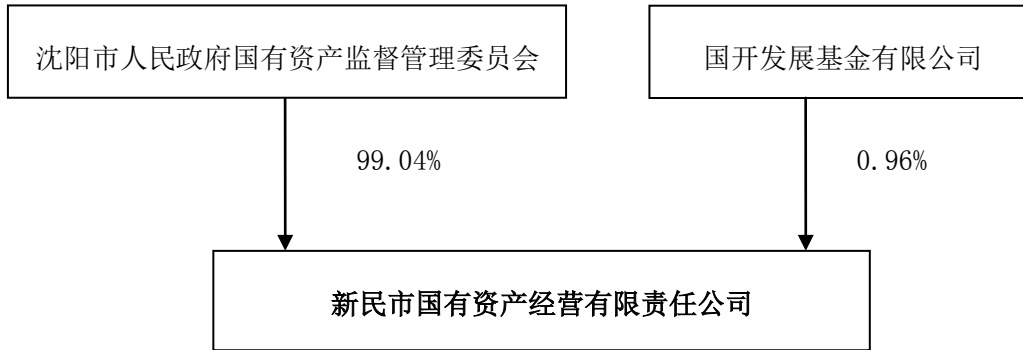 沈阳市人民政府国有资产监督管理委员会
国开发展基金有限公司
99.04%
0.96%
新民市国有资产经营有限责任公司